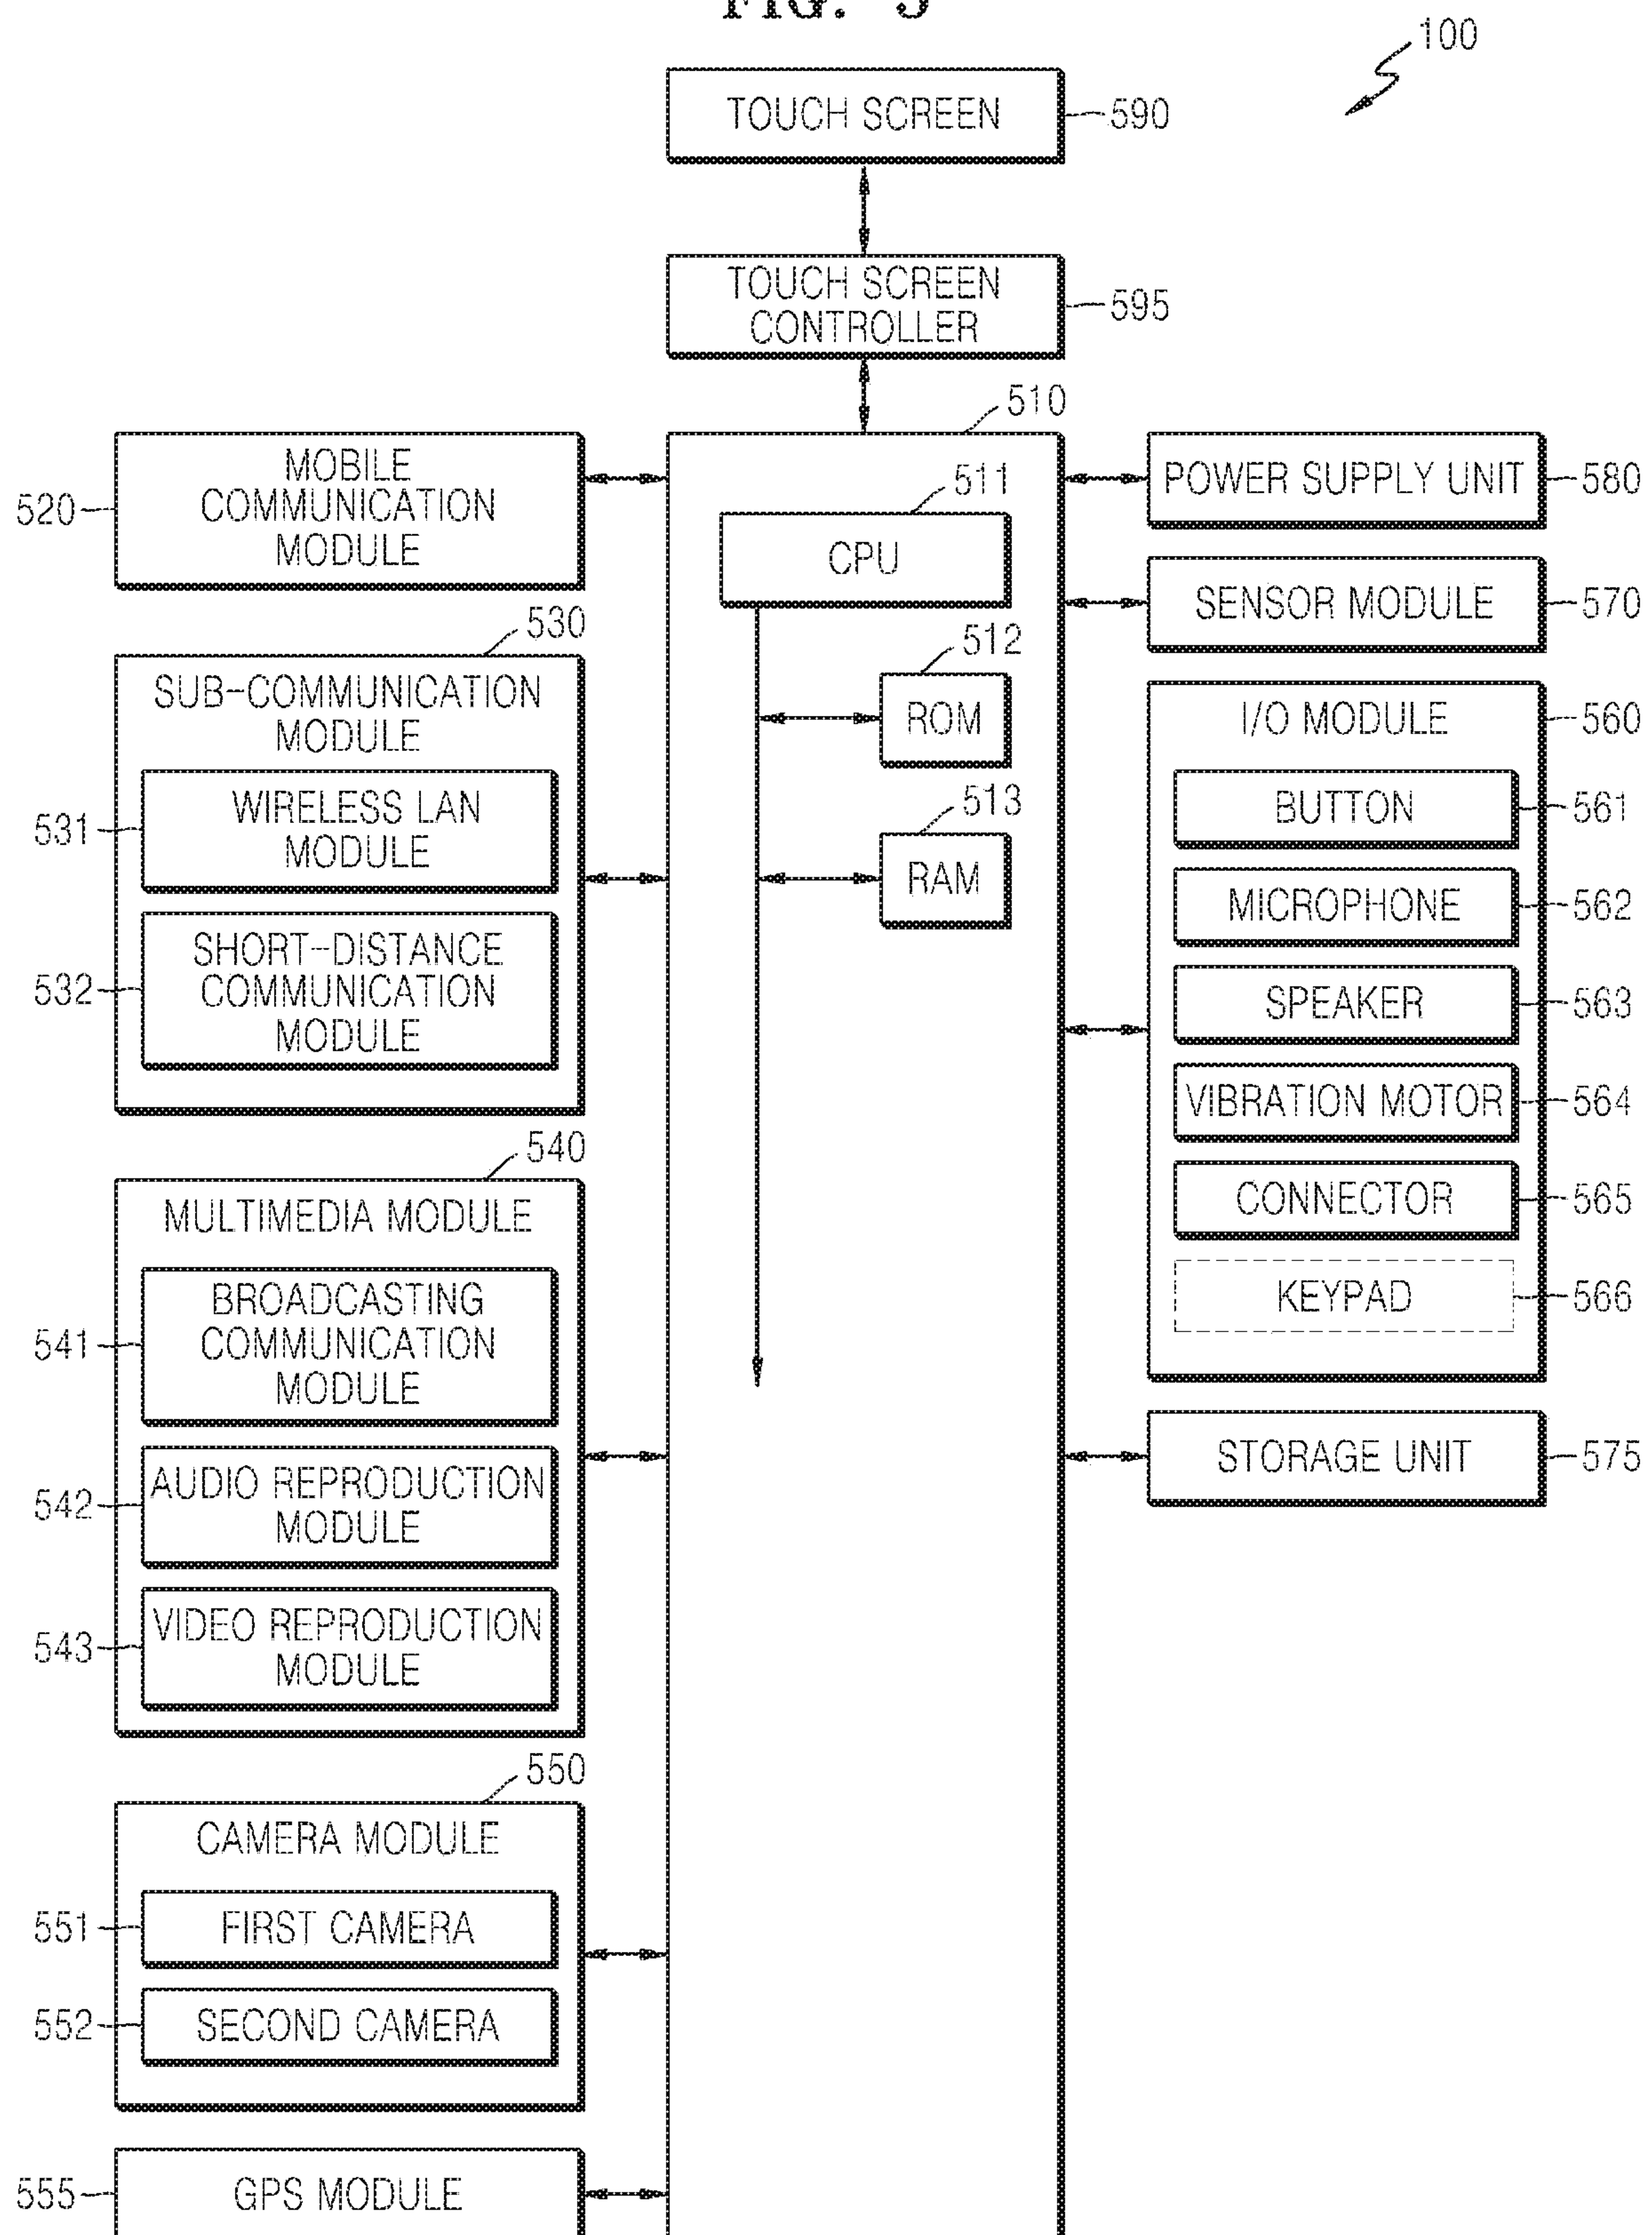 FIG. 5
100
TOUCH SCREEN
590
TOUCH SCREEN
CONTROLLER
595
510
MOBILE
COMMUNICATION
MODULE
520
530
SUB-COMMUNICATION
MODULE
WIRELESS LAN
MODULE
531
SHORT-DISTANCE
COMMUNICATION
MODULE
532
540
MULTIMEDIA MODULE
BROADCASTING
COMMUNICATION
MODULE
541
AUDIO REPRODUCTION
MODULE
542
VIDEO REPRODUCTION
MODULE
543
550
CAMERA MODULE
FIRST CAMERA
551
SECOND CAMERA
552
GPS MODULE
555
511
CPU
512
ROM
513
RAM
POWER SUPPLY UNIT
580
SENSOR MODULE
570
I/O MODULE
560
BUTTON
561
MICROPHONE
562
SPEAKER
563
VIBRATION MOTOR
564
CONNECTOR
565
KEYPAD
566
STORAGE UNIT
575